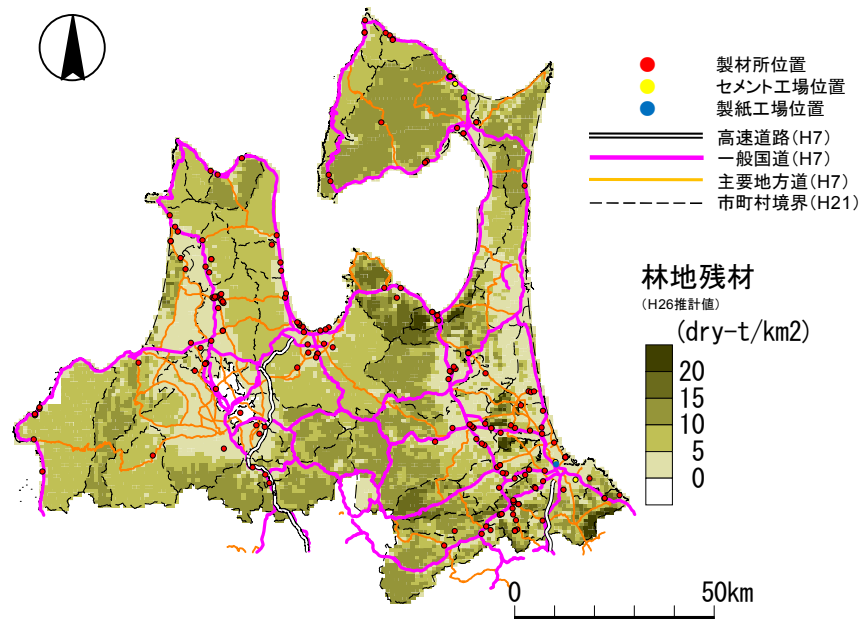 製材所位置
セメント工場位置
製紙工場位置
高速道路(H7)
一般国道(H7)
主要地方道(H7)
市町村境界(H21)
林地残材
(H26推計値)
(dry-t/km2)
20
15
10
5
0
0 50km